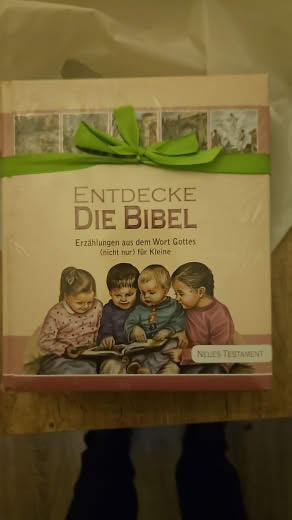 ENTDECKE
DIE BIBEL
Erzählungen aus dem Wort Gottes
(nicht nur) für Kleine
NEUES TESTAMENT